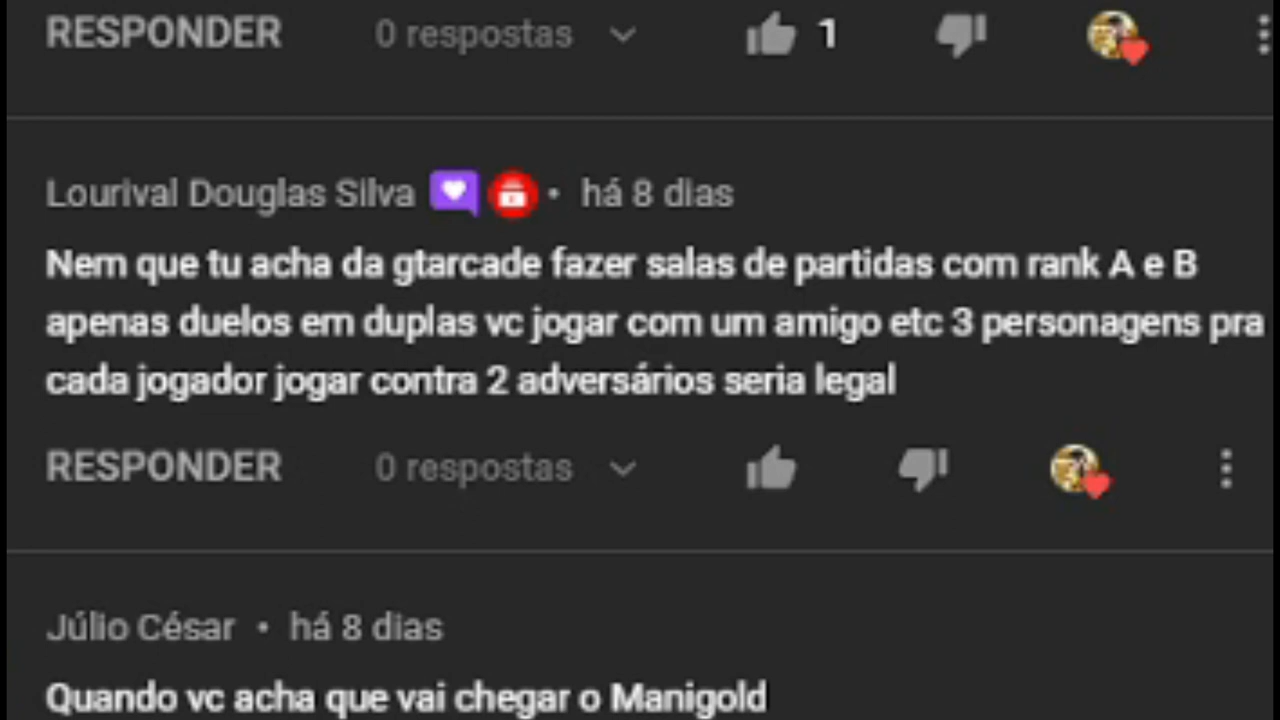 RESPONDER 0 respostas 1
Lourival Douglas Silva • há 8 dias
Nem que tu acha da gtarcade fazer salas de partidas com rank A e B
apenas duelos em duplas vc jogar com um amigo etc 3 personagens pra
cada jogador jogar contra 2 adversários seria legal
RESPONDER 0 respostas
Júlio César • há 8 dias
Quando vc acha que vai chegar o Manigold